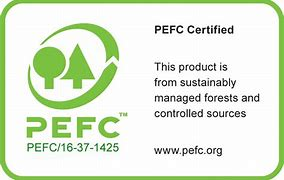 PEFC™
PEFC/16-37-1425
PEFC Certified
This product is
from sustainably
managed forests and
controlled sources
www.pefc.org